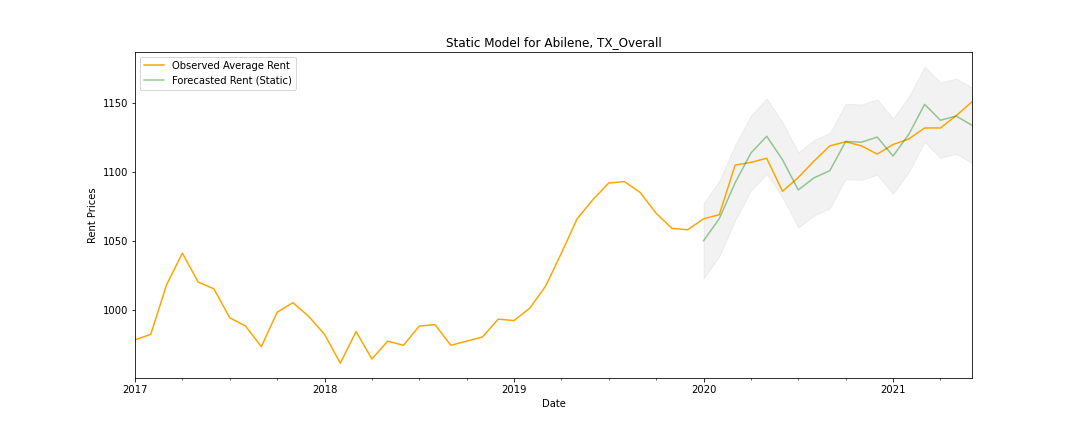 Static Model for Abilene, TX_Overall
Observed Average Rent
Forecasted Rent (Static)
1150
1100
1050
1000
Rent Prices
2017 2018 2019 2020 2021
Date